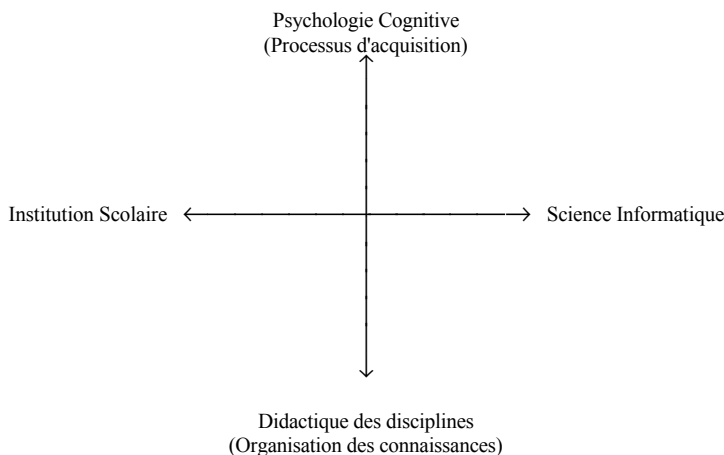 Psychologie Cognitive
(Processus d'acquisition)
Institution Scolaire
Science Informatique
Didactique des disciplines
(Organisation des connaissances)